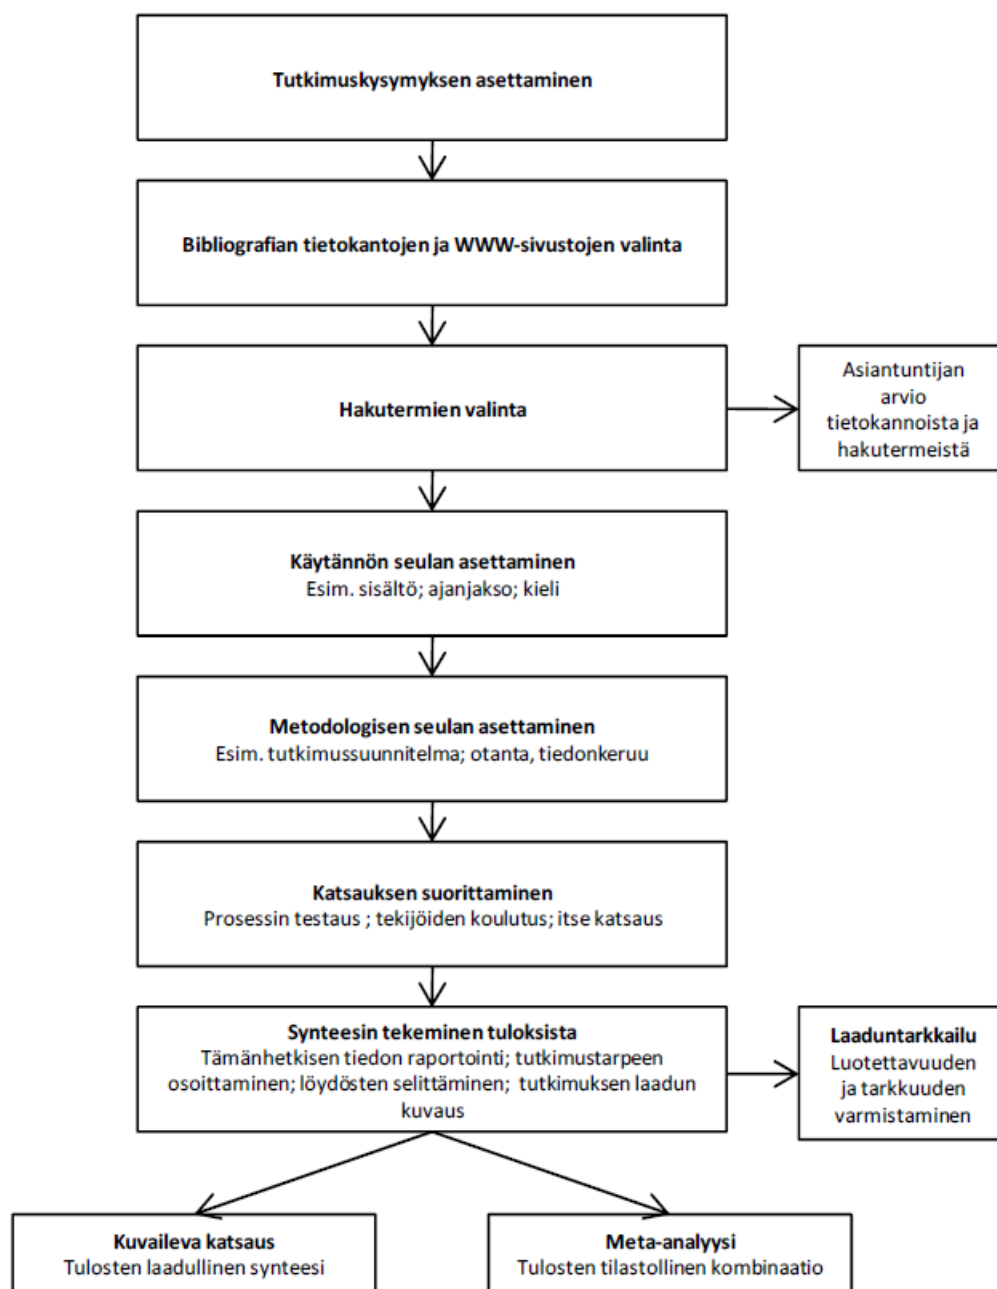 Tutkimuskysymyksen asettaminen
Bibliografian tietokantojen ja WWW-sivustojen valinta
Hakutermien valinta
Asiantuntijan
arvio
tietokannoista ja
hakutermeistä
Käytännön seulan asettaminen
Esim. sisältö; ajanjakso; kieli
Metodologisen seulan asettaminen
Esim. tutkimussuunnitelma; otanta, tiedonkeruu
Katsauksen suorittaminen
Prosessin testaus ; tekijöiden koulutus; itse katsaus
Synteesin tekeminen tuloksista
Tämänhetkisen tiedon raportointi; tutkimustarpeen
osoittaminen; löydösten selittäminen; tutkimuksen laadun
kuvaus
Laaduntarkkailu
Luotettavuuden
ja tarkkuuden
varmistaminen
Kuvaileva katsaus
Tulosten laadullinen synteesi
Meta-analyysi
Tulosten tilastollinen kombinaatio